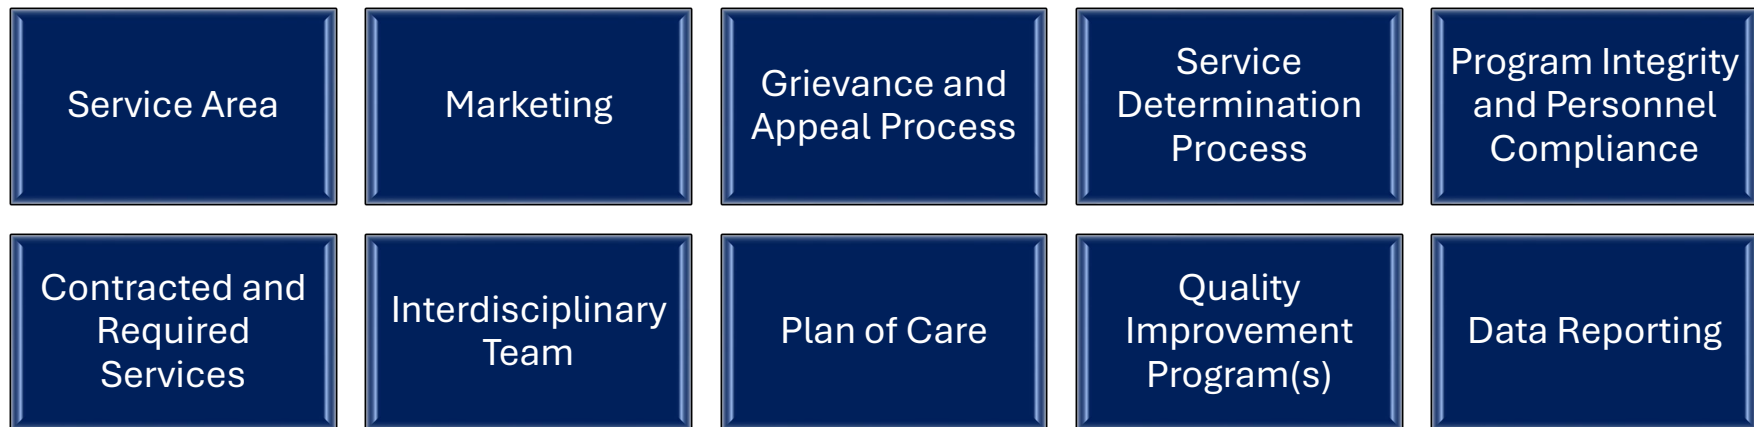 Service Area
Marketing
Grievance and
Appeal Process
Service
Determination
Process
Program Integrity
and Personnel
Compliance
Contracted and
Required
Services
Interdisciplinary
Team
Plan of Care
Quality
Improvement
Program(s)
Data Reporting